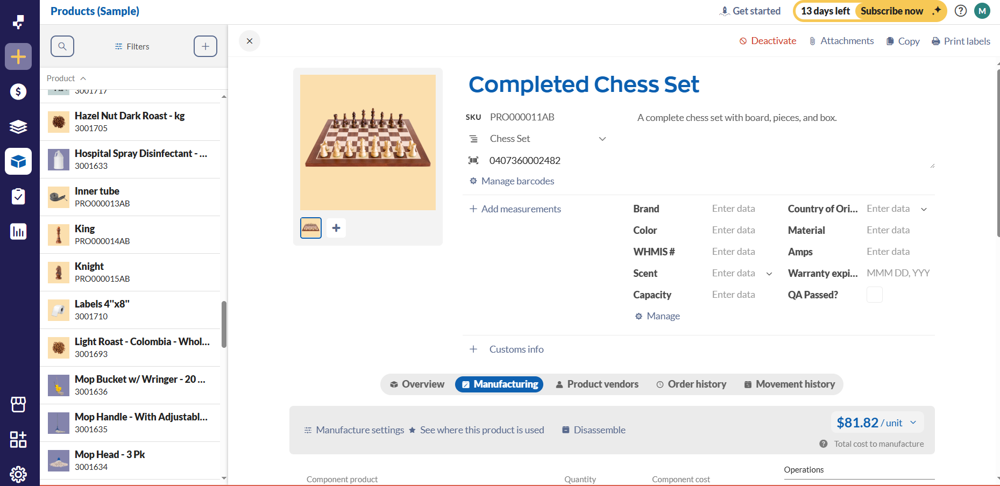 Products (Sample)
Get started
13 days left
Subscribe now
M
Filters
Deactivate
Attachments
Copy
Print labels
Product
3001717
Hazel Nut Dark Roast - kg
3001705
Hospital Spray Disinfectant - ...
3001633
Inner tube
PRO000013AB
King
PRO000014AB
Knight
PRO000015AB
Labels 4"x8"
3001710
Light Roast - Colombia - Whol...
3001693
Mop Bucket w/ Wringer - 20 ...
3001636
Mop Handle - With Adjustabl...
3001635
Mop Head - 3 Pk
3001634
Completed Chess Set
SKU PRO000011AB
A complete chess set with board, pieces, and box.
Chess Set
0407360002482
Manage barcodes
Add measurements
Brand Enter data
Country of Ori... Enter data
Color Enter data
Material Enter data
WHMIS # Enter data
Amps Enter data
Scent Enter data
Warranty expi... MMM DD, YYY
Capacity Enter data
QA Passed?
Manage
Customs info
Overview
Manufacturing
Product vendors
Order history
Movement history
Manufacture settings
See where this product is used
Disassemble
$81.82 / unit
Total cost to manufacture
Component product
Quantity
Component cost
Operations